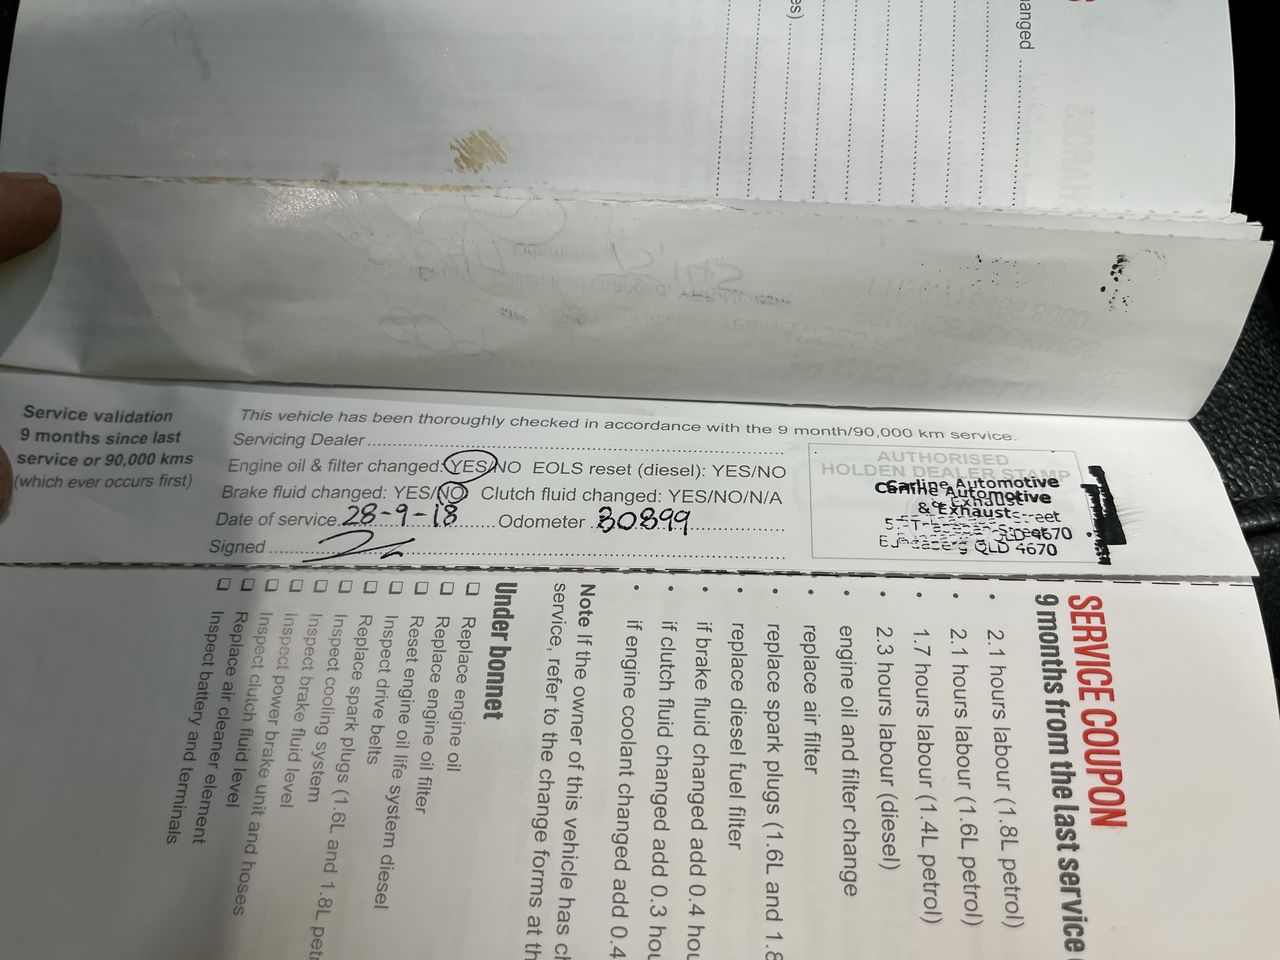 anged
es).
Service validation
9 months since last
service or 90,000 kms
(which ever occurs first)
This vehicle has been thoroughly checked in accordance with the 9 month/90,000 km service.
Servicing Dealer
Engine oil & filter changed: YES/NO EOLS reset (diesel): YES/NO
Brake fluid changed: YES/NO Clutch fluid changed: YES/NO/N/A
Date of service 28-9-18 Odometer 80899
Signed
AUTHORISED
HOLDEN DEALER STAMP
Carline Automotive
& Exhaust
QLD 4670
SERVICE COUPON
9 months from the last service
• 2.1 hours labour (1.8L petrol)
• 2.1 hours labour (1.6L petrol)
• 1.7 hours labour (1.4L petrol)
• 2.3 hours labour (diesel)
• engine oil and filter change
• replace air filter
• replace spark plugs (1.6L and 1.8
• replace diesel fuel filter
• if brake fluid changed add 0.4 hou
• if clutch fluid changed add 0.3 hou
• if engine coolant changed add 0.4
Note If the owner of this vehicle has ch
service, refer to the change forms at th
Under bonnet
Replace engine oil
Replace engine oil filter
Reset engine oil life system diesel
Inspect drive belts
Replace spark plugs (1.6L and 1.8L petr
Inspect cooling system
Inspect brake fluid level
Inspect power brake unit and hoses
Inspect clutch fluid level
Replace air cleaner element
Inspect battery and terminals